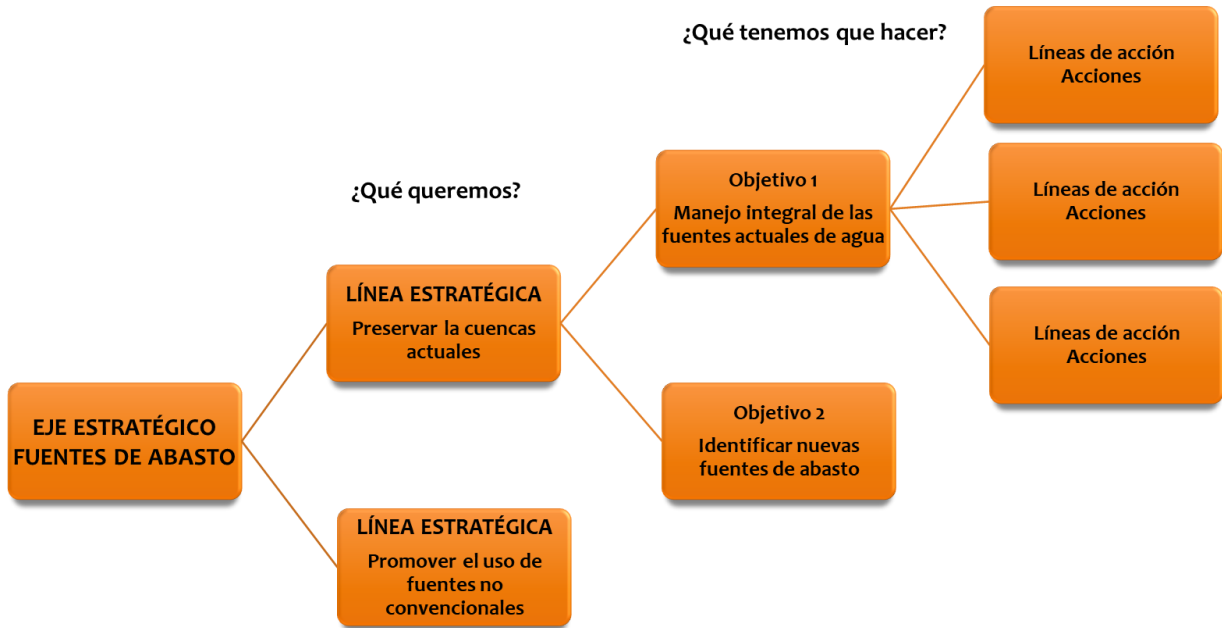 ¿Qué tenemos que hacer?
¿Qué queremos?
EJE ESTRATÉGICO
FUENTES DE ABASTO
LÍNEA ESTRATÉGICA
Preservar la cuencas
actuales
LÍNEA ESTRATÉGICA
Promover el uso de
fuentes no
convencionales
Objetivo 1
Manejo integral de las
fuentes actuales de agua
Objetivo 2
Identificar nuevas
fuentes de abasto
Líneas de acción
Acciones
Líneas de acción
Acciones
Líneas de acción
Acciones